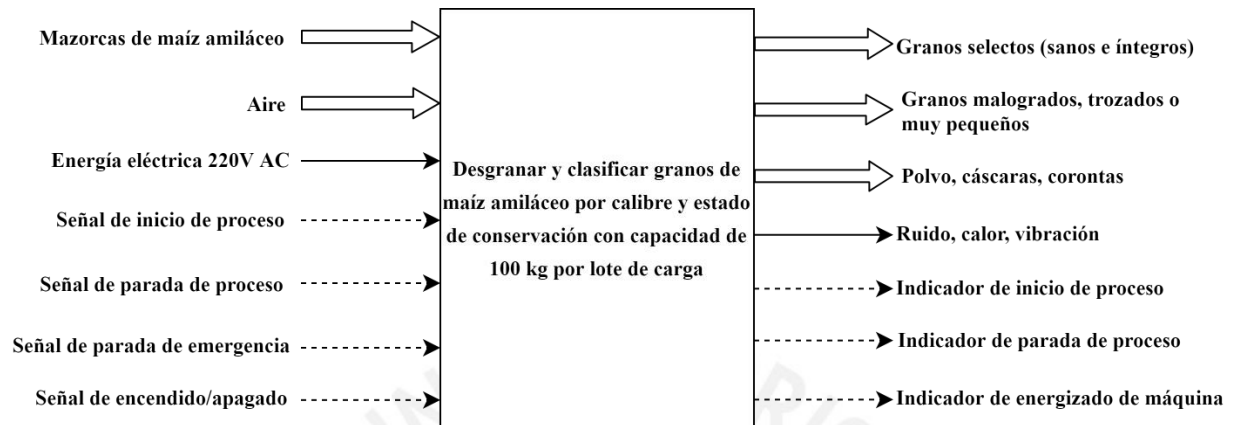 Mazorcas de maíz amiláceo
Aire
Energía eléctrica 220V AC
Señal de inicio de proceso
Señal de parada de proceso
Señal de parada de emergencia
Señal de encendido/apagado
Desgranar y clasificar granos de
maíz amiláceo por calibre y estado
de conservación con capacidad de
100 kg por lote de carga
Granos selectos (sanos e íntegros)
Granos malogrados, trozados o
muy pequeños
Polvo, cáscaras, corontas
Ruido, calor, vibración
Indicador de inicio de proceso
Indicador de parada de proceso
Indicador de energizado de máquina